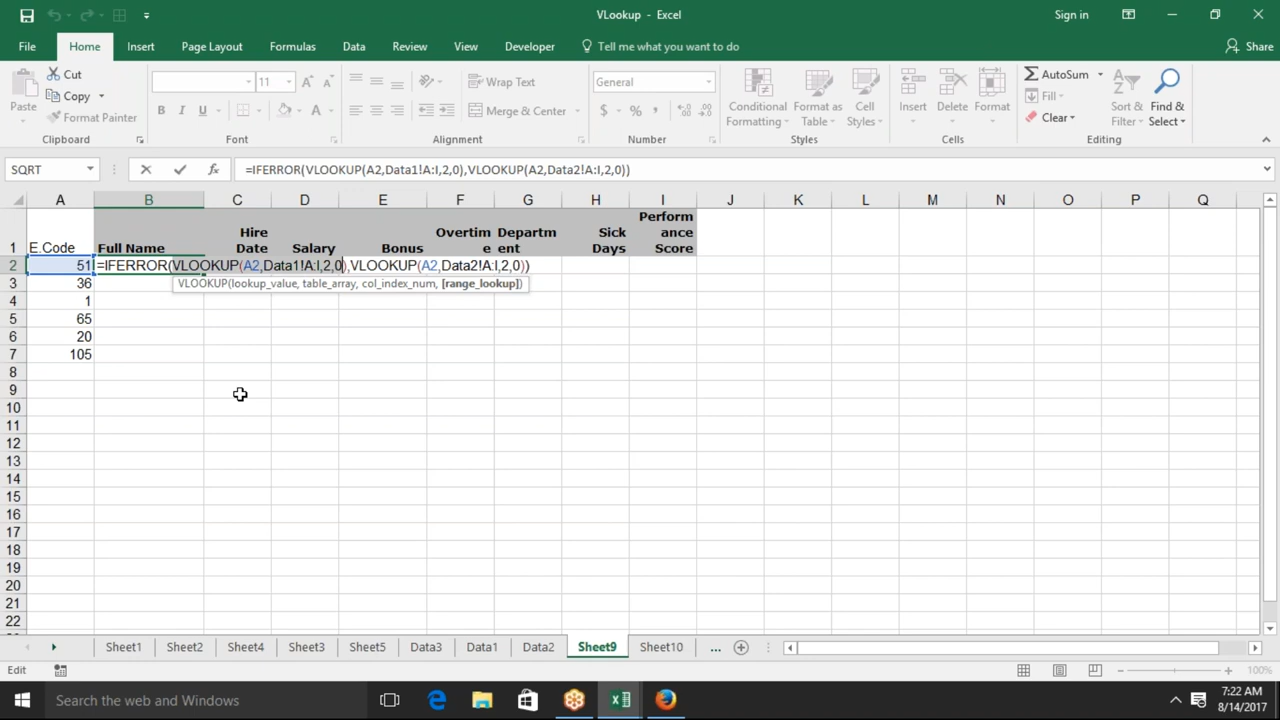 VLookup - Excel
Sign in
File Home Insert Page Layout Formulas Data Review View Developer Tell me what you want to do Share
Paste
Cut
Copy
Format Painter
11
Wrap Text
Merge & Center
General
Conditional Formatting
Format as Table
Cell Styles
Insert
Delete
Format
AutoSum
Fill
Clear
Sort & Filter
Find & Select
Clipboard Font Alignment Number Styles Cells Editing
SQRT =IFERROR(VLOOKUP(A2,Data1!A:I,2,0),VLOOKUP(A2,Data2!A:I,2,0))
A B C D E F G H I J K L M N O P Q
1 E.Code Full Name Hire Date Salary Bonus Overtime Department Sick Days Performance Score
2 51 =IFERROR(VLOOKUP(A2,Data1!A:I,2,0),VLOOKUP(A2,Data2!A:I,2,0))
VLOOKUP(lookup_value, table_array, col_index_num, [range_lookup])
3 36
4 1
5 65
6 20
7 105
8
9
10
11
12
13
14
15
16
17
18
19
20
21
22
Sheet1 Sheet2 Sheet4 Sheet3 Sheet5 Data3 Data1 Data2 Sheet9 Sheet10 ...
Edit 100%
Search the web and Windows
7:22 AM
8/14/2017